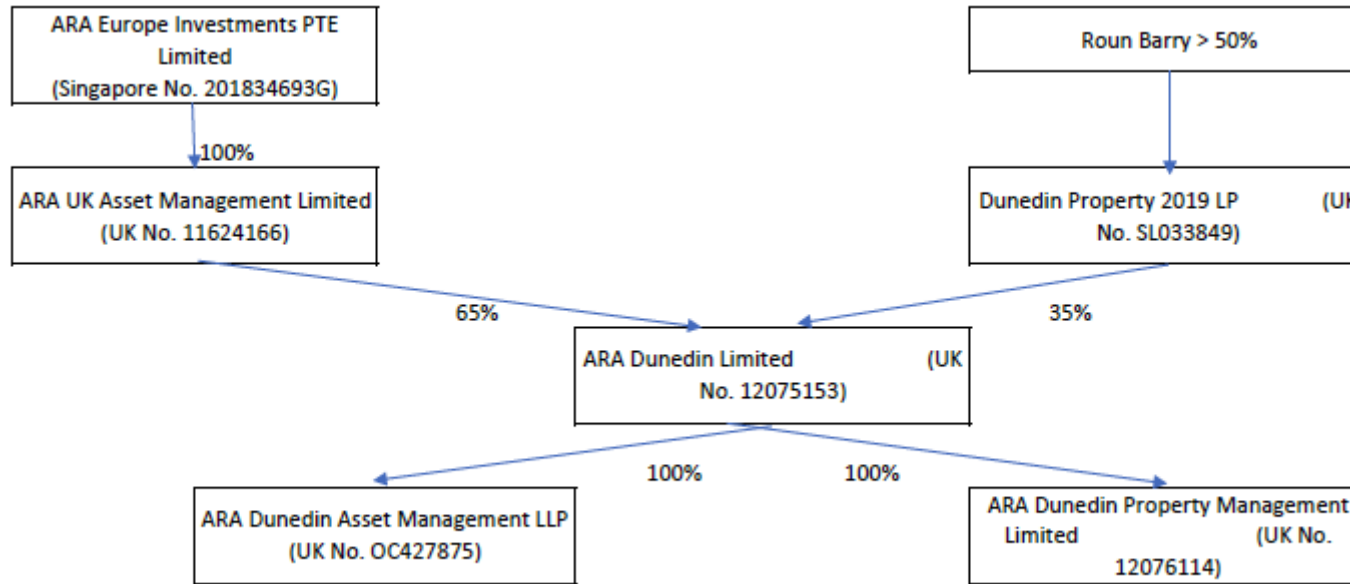 ARA Europe Investments PTE
Limited
(Singapore No. 201834693G)
Roun Barry > 50%
100%
ARA UK Asset Management Limited
(UK No. 11624166)
Dunedin Property 2019 LP (UK
No. SL033849)
65%
35%
ARA Dunedin Limited (UK
No. 12075153)
100%
100%
ARA Dunedin Asset Management LLP
(UK No. OC427875)
ARA Dunedin Property Management
Limited (UK No.
12076114)